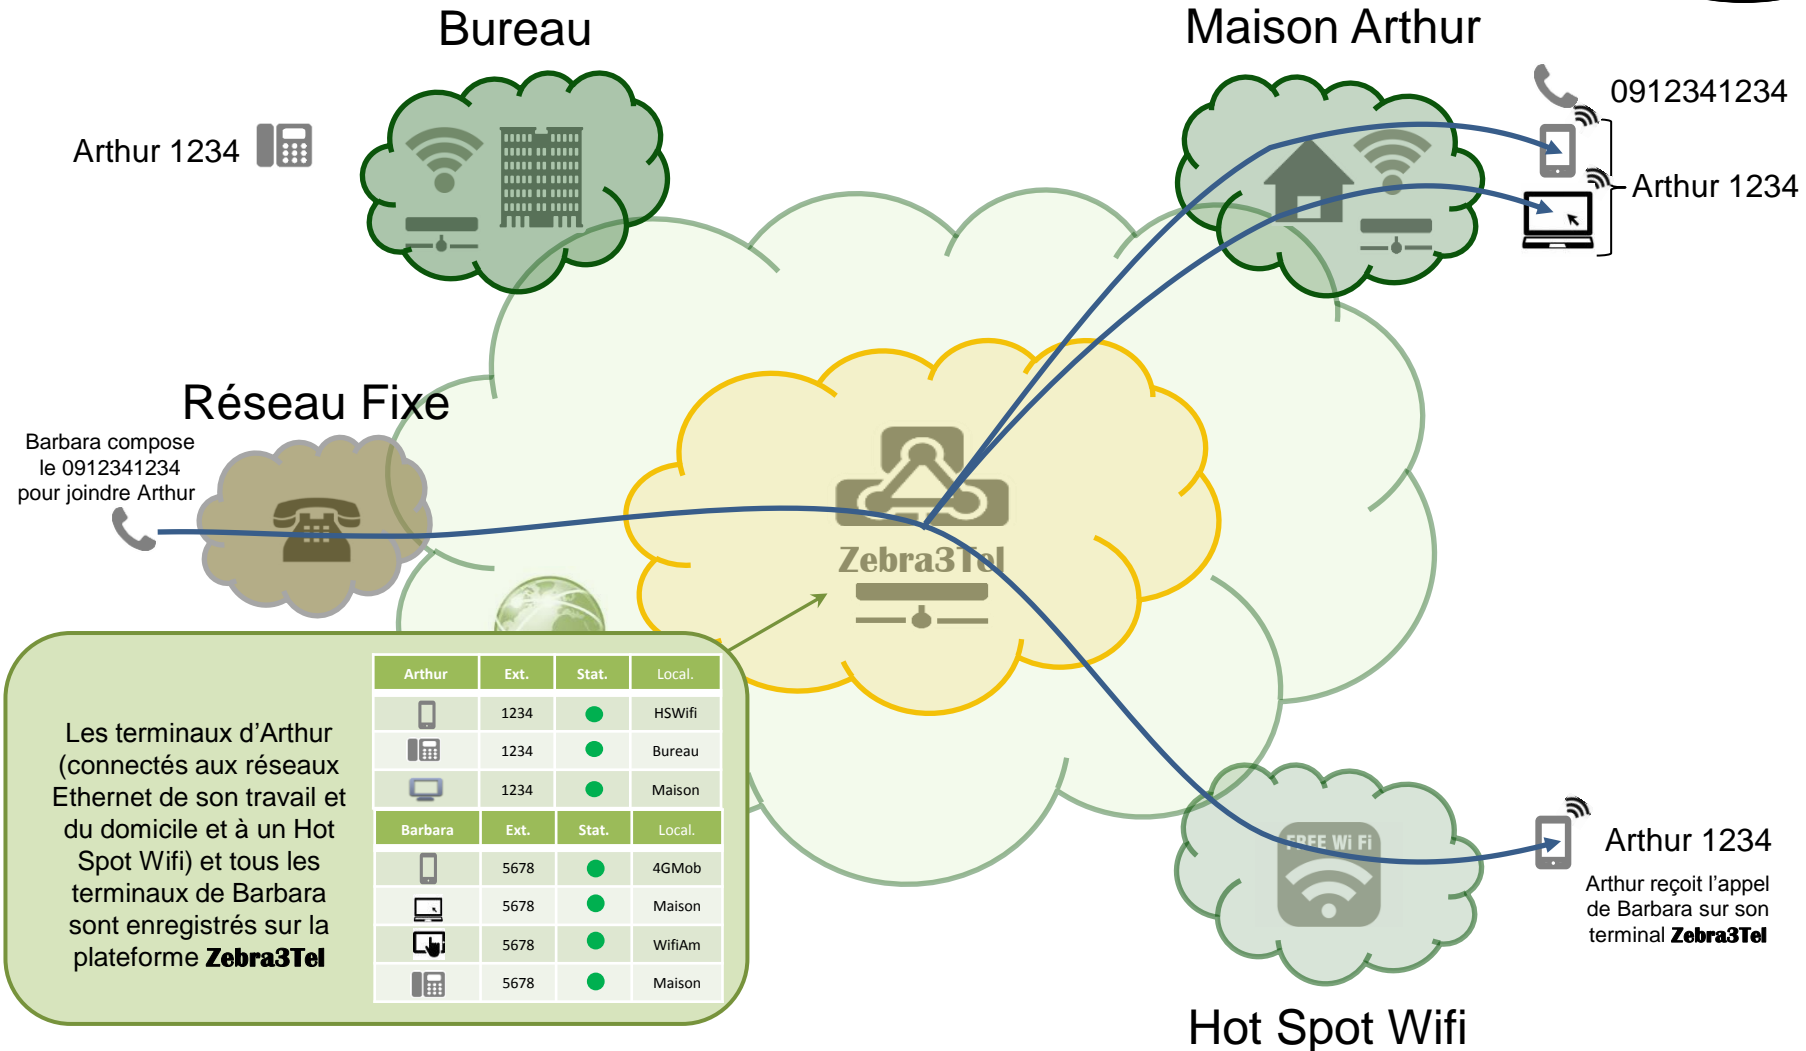 Bureau
Maison Arthur
0912341234
Arthur 1234
Arthur 1234
Réseau Fixe
Barbara compose
le 0912341234
pour joindre Arthur
Zebra3Tel
Les terminaux d’Arthur
(connectés aux réseaux
Ethernet de son travail et
du domicile et à un Hot
Spot Wifi) et tous les
terminaux de Barbara
sont enregistrés sur la
plateforme Zebra3Tel
Arthur Ext. Stat. Local.
1234 HSWifi
1234 Bureau
1234 Maison
Barbara Ext. Stat. Local.
5678 4GMob
5678 Maison
5678 WifiAm
5678 Maison
FREE Wi Fi
Arthur 1234
Arthur reçoit l’appel
de Barbara sur son
terminal Zebra3Tel
Hot Spot Wifi